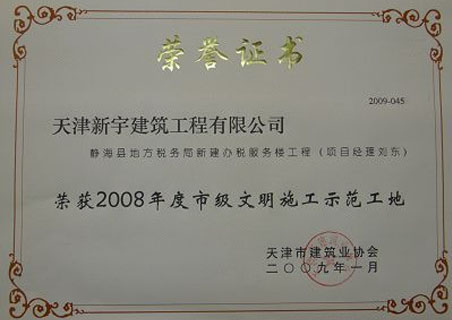 荣誉证书
2009-045
天津新宇建筑工程有限公司
静海县地方税务局新建办税服务楼工程（项目经理刘东）
荣获2008年度市级文明施工示范工地
天津市建筑业协会
二〇〇九年一月